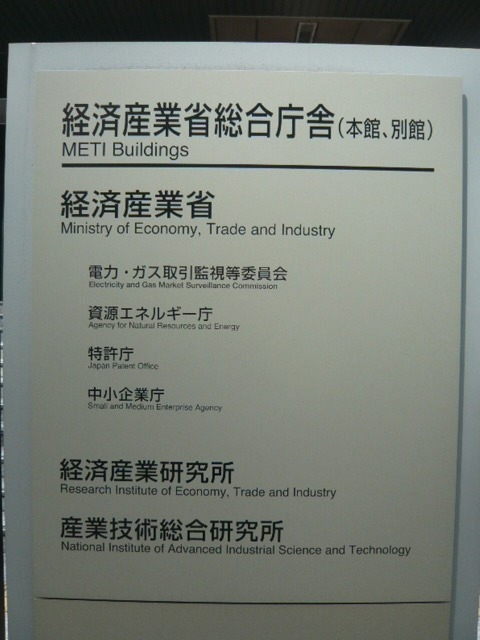 経済産業省総合庁舎(本館、別館)
METI Buildings
経済産業省
Ministry of Economy, Trade and Industry
電力・ガス取引監視等委員会
Electricity and Gas Market Surveillance Commission
資源エネルギー庁
Agency for Natural Resources and Energy
特許庁
Japan Patent Office
中小企業庁
Small and Medium Enterprise Agency
経済産業研究所
Research Institute of Economy, Trade and Industry
産業技術総合研究所
National Institute of Advanced Industrial Science and Technology